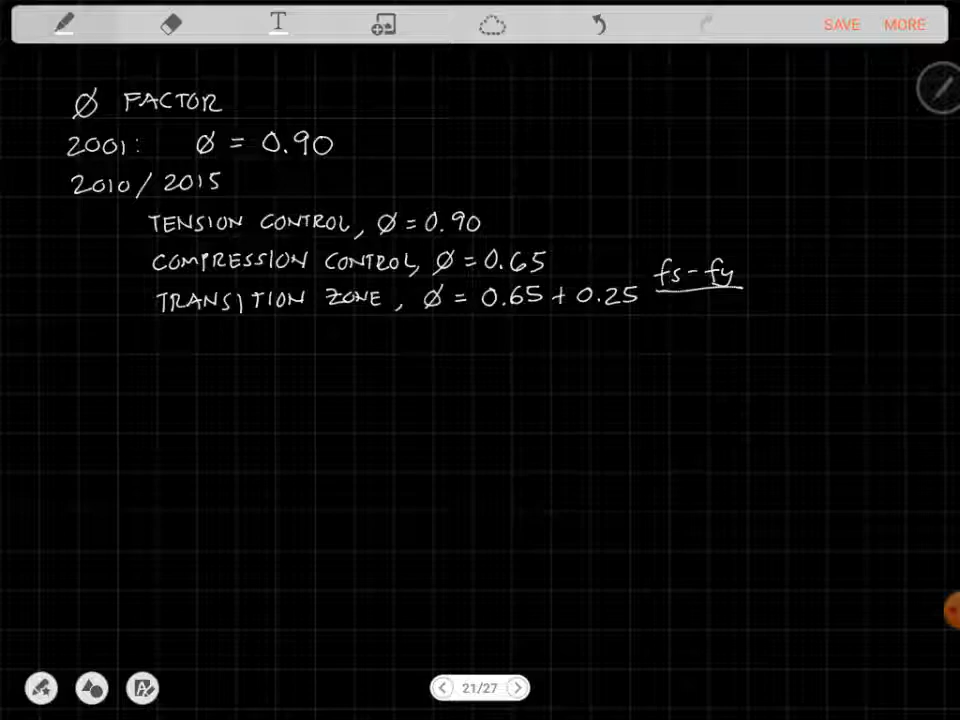 T SAVE MORE
Ø FACTOR
2001: Ø = 0.90
2010/2015
TENSION CONTROL, Ø = 0.90
COMPRESSION CONTROL, Ø = 0.65
TRANSITION ZONE, Ø = 0.65 + 0.25 fs-fy
A 21/27